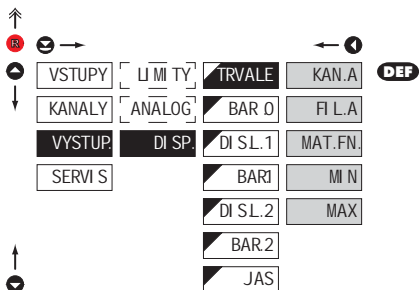 R
DEF
VSTUPY LIMITY TRVALE KAN.A
KANALY ANALOG BAR 0 FIL.A
VYSTUP. DISP. DISL.1 MAT.FN.
SERVIS BAR1 MIN
DISL.2 MAX
BAR.2
JAS